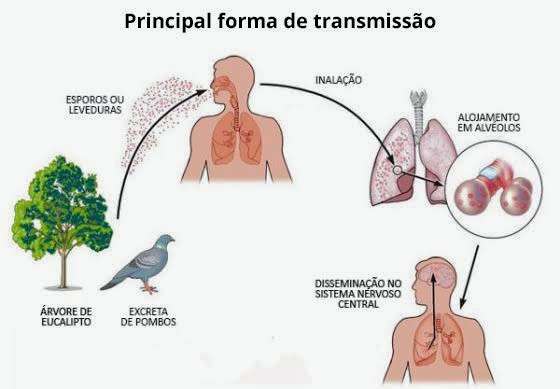 Principal forma de transmissão
ESPOROS OU
LEVEDURAS
INALAÇÃO
ALOJAMENTO
EM ALVÉOLOS
ÁRVORE DE
EUCALIPTO
EXCRETA
DE POMBOS
DISSEMINAÇÃO NO
SISTEMA NERVOSO
CENTRAL